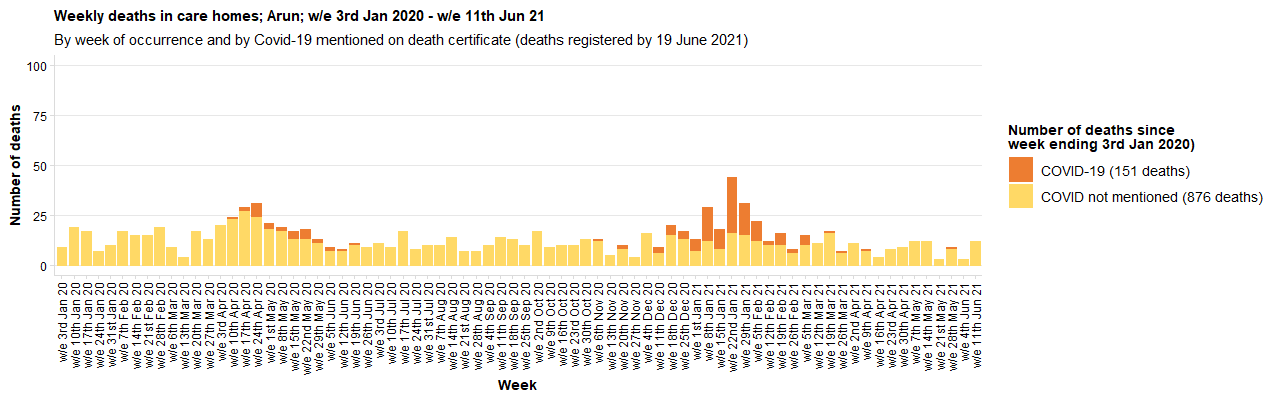 Weekly deaths in care homes; Arun; w/e 3rd Jan 2020 - w/e 11th Jun 21
By week of occurrence and by Covid-19 mentioned on death certificate (deaths registered by 19 June 2021)
Number of deaths
100
75
50
25
0
w/e 3rd Jan 20
w/e 10th Jan 20
w/e 17th Jan 20
w/e 24th Jan 20
w/e 31st Jan 20
w/e 7th Feb 20
w/e 14th Feb 20
w/e 21st Feb 20
w/e 28th Feb 20
w/e 6th Mar 20
w/e 13th Mar 20
w/e 20th Mar 20
w/e 27th Mar 20
w/e 3rd Apr 20
w/e 10th Apr 20
w/e 17th Apr 20
w/e 24th Apr 20
w/e 1st May 20
w/e 8th May 20
w/e 15th May 20
w/e 22nd May 20
w/e 29th May 20
w/e 5th Jun 20
w/e 12th Jun 20
w/e 19th Jun 20
w/e 26th Jun 20
w/e 3rd Jul 20
w/e 10th Jul 20
w/e 17th Jul 20
w/e 24th Jul 20
w/e 31st Jul 20
w/e 7th Aug 20
w/e 14th Aug 20
w/e 21st Aug 20
w/e 28th Aug 20
w/e 4th Sep 20
w/e 11th Sep 20
w/e 18th Sep 20
w/e 25th Sep 20
w/e 2nd Oct 20
w/e 9th Oct 20
w/e 16th Oct 20
w/e 23rd Oct 20
w/e 30th Oct 20
w/e 6th Nov 20
w/e 13th Nov 20
w/e 20th Nov 20
w/e 27th Nov 20
w/e 4th Dec 20
w/e 11th Dec 20
w/e 18th Dec 20
w/e 25th Dec 20
w/e 1st Jan 21
w/e 8th Jan 21
w/e 15th Jan 21
w/e 22nd Jan 21
w/e 29th Jan 21
w/e 5th Feb 21
w/e 12th Feb 21
w/e 19th Feb 21
w/e 26th Feb 21
w/e 5th Mar 21
w/e 12th Mar 21
w/e 19th Mar 21
w/e 26th Mar 21
w/e 2nd Apr 21
w/e 9th Apr 21
w/e 16th Apr 21
w/e 23rd Apr 21
w/e 30th Apr 21
w/e 7th May 21
w/e 14th May 21
w/e 21st May 21
w/e 28th May 21
w/e 4th Jun 21
w/e 11th Jun 21
Week
Number of deaths since
week ending 3rd Jan 2020)
COVID-19 (151 deaths)
COVID not mentioned (876 deaths)